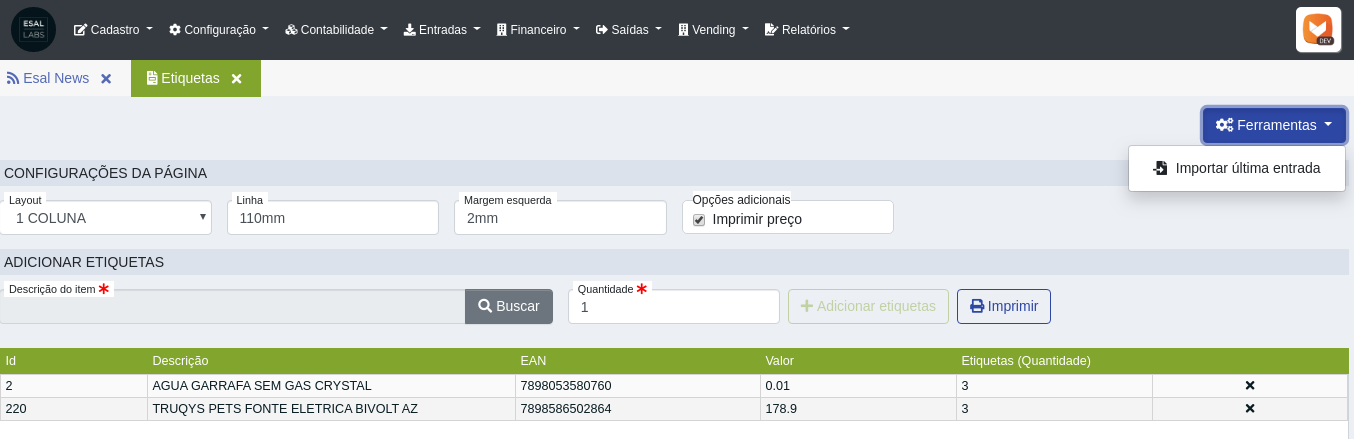 ESAL
LABS
Cadastro Configuração Contabilidade Entradas Financeiro Saídas Vending Relatórios
DEV
Esal News Etiquetas
Ferramentas
Importar última entrada
CONFIGURAÇÕES DA PÁGINA
Layout Linha Margem esquerda Opções adicionais
1 COLUNA 110mm 2mm Imprimir preço
ADICIONAR ETIQUETAS
Descrição do item Quantidade
Buscar 1 Adicionar etiquetas Imprimir
Id Descrição EAN Valor Etiquetas (Quantidade)
2 AGUA GARRAFA SEM GAS CRYSTAL 7898053580760 0.01 3
220 TRUQYS PETS FONTE ELETRICA BIVOLT AZ 7898586502864 178.9 3